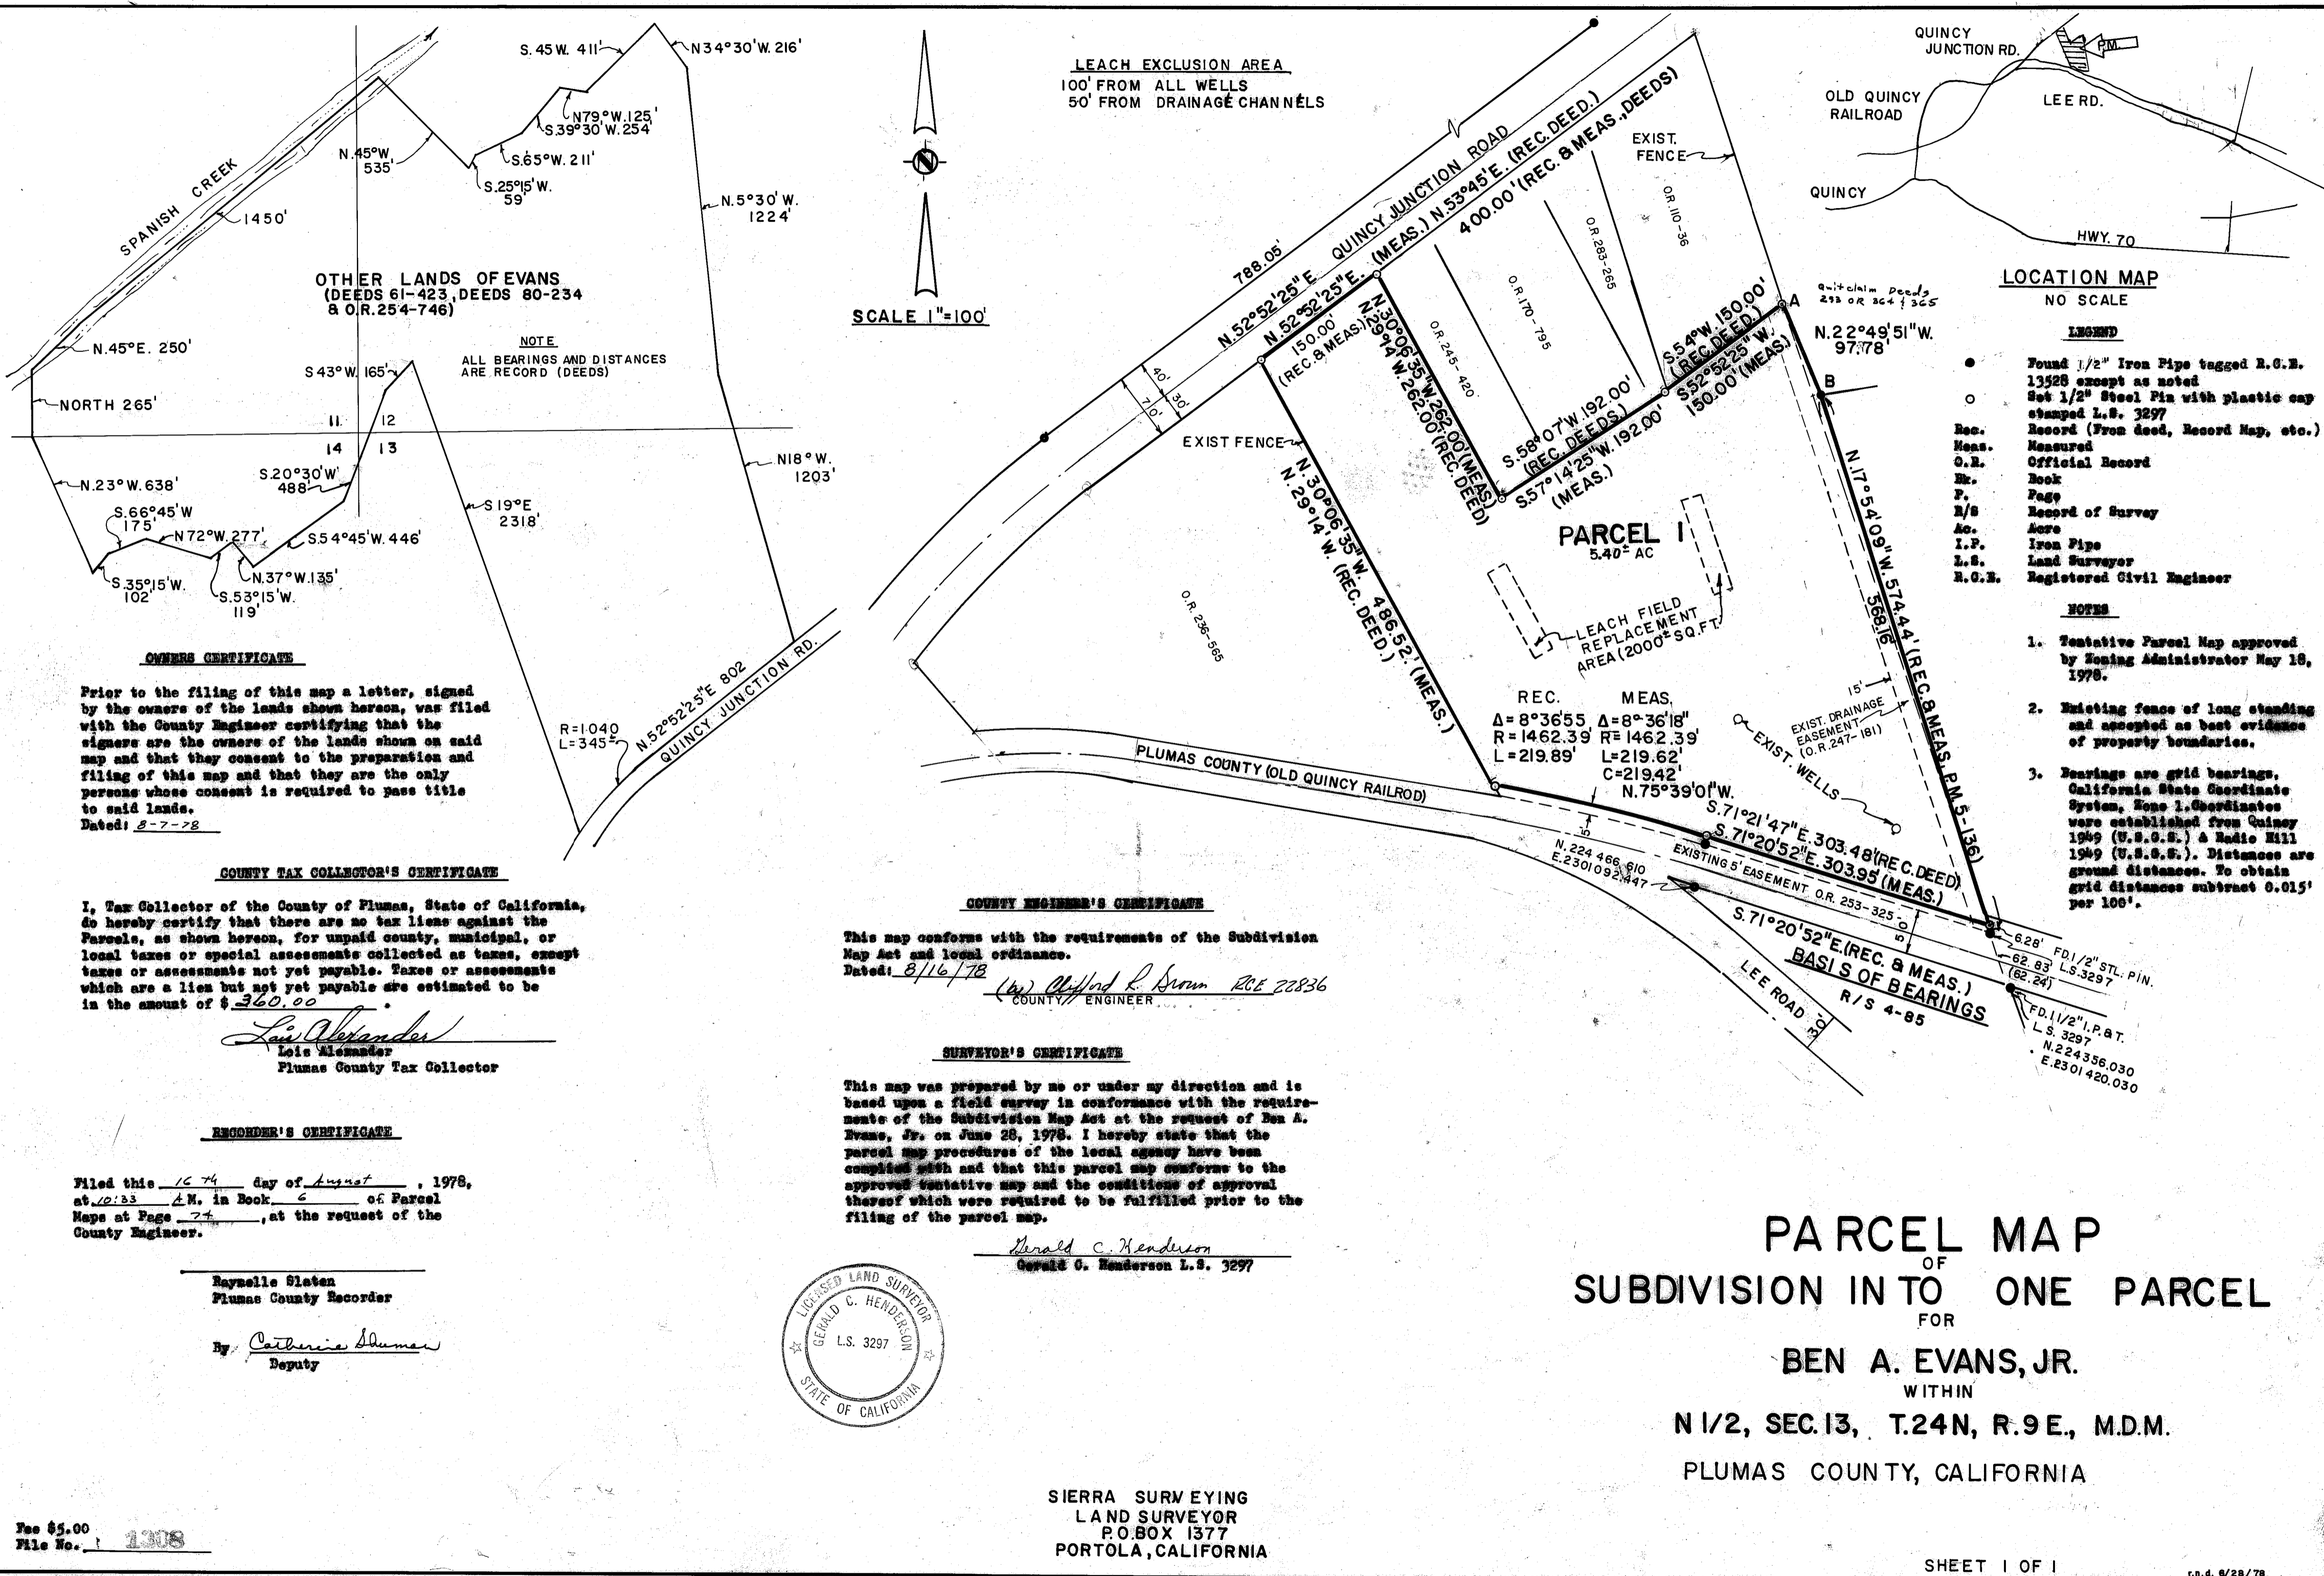 SPANISH CREEK
1450'
N.45°W.
535'
S. 45 W. 411'
N34°30'W. 216'
N79°W. 125'
S.39°30'W. 254'
S.65°W. 211'
S.25°15'W.
59'
N.5°30'W.
1224'
OTHER LANDS OF EVANS
(DEEDS 61-423, DEEDS 80-234
& O.R. 254-746)
NOTE
ALL BEARINGS AND DISTANCES
ARE RECORD (DEEDS)
N.45°E. 250'
S 43° W. 165'
NORTH 265'
11 12
14 13
N.23°W. 638'
S.20°30'W
488'
S.66°45'W
175'
N 72°W. 277'
S.54°45'W. 446'
S.35°15'W.
102'
S.53°15'W.
119'
N.37°W. 135'
S 19°E
2318'
N18°W.
1203'
R=1040
L=345±
N.52°52'25"E 802
QUINCY JUNCTION RD.
OWNERS CERTIFICATE
Prior to the filing of this map a letter, signed
by the owners of the lands shown hereon, was filed
with the County Engineer certifying that the
signers are the owners of the lands shown on said
map and that they consent to the preparation and
filing of this map and that they are the only
persons whose consent is required to pass title
to said lands.
Dated: 8-7-78
COUNTY TAX COLLECTOR'S CERTIFICATE
I, Tax Collector of the County of Plumas, State of California,
do hereby certify that there are no tax liens against the
Parcels, as shown hereon, for unpaid county, municipal, or
local taxes or special assessments collected as taxes, except
taxes or assessments not yet payable. Taxes or assessments
which are a lien but not yet payable are estimated to be
in the amount of $ 360.00 .
Lois Alexander
Lois Alexander
Plumas County Tax Collector
RECORDER'S CERTIFICATE
Filed this 16 TH day of August , 1978,
at 10:33 A M. in Book 6 of Parcel
Maps at Page 74 , at the request of the
County Engineer.
Raynelle Slaten
Plumas County Recorder
By Catherine Shuman
Deputy
Fee $5.00
File No. 1308
SCALE 1"=100'
LEACH EXCLUSION AREA
100' FROM ALL WELLS
50' FROM DRAINAGE CHANNELS
788.05'
N.52°52'25"E QUINCY JUNCTION ROAD
N.52°52'25"E. (MEAS.) N.53°45'E. (REC. DEED.)
400.00' (REC. & MEAS., DEEDS)
150.00'
(REC. & MEAS.)
40'
30'
70'
EXIST.
FENCE
O.R. 110-36
O.R. 283-265
O.R. 170-795
O.R. 245-420
N.30°06'35"W. 262.00' (MEAS.)
N.29°14'W. 262.00' (REC. DEED)
S.54°W. 150.00'
(REC. DEED.)
S.52°52'25"W.
150.00' (MEAS.)
S.58°07'W 192.00'
(REC. DEEDS.)
S.57°14'25"W. 192.00'
(MEAS.)
EXIST FENCE
N.30°06'35"W. 486.52' (MEAS.)
N. 29°14'W. (REC. DEED.)
O.R. 236-565
A
B
Quitclaim Deeds
293 OR 364 & 365
N.22°49'51"W.
97.78'
N.17°54'09"W. 574.44' (REC.& MEAS. P.M. 5-136)
568.16'
PARCEL 1
5.40± AC
LEACH FIELD
REPLACEMENT
AREA (2000± SQ.FT.)
15'
EXIST. DRAINAGE
EASEMENT
(O.R. 247-181)
EXIST. WELLS
REC. MEAS.
Δ=8°36'55 Δ=8°36'18"
R=1462.39' R=1462.39'
L=219.89' L=219.62'
C=219.42'
N.75°39'01"W.
PLUMAS COUNTY (OLD QUINCY RAILROD)
5'
S.71°21'47"E. 303.48' (REC. DEED)
S.71°20'52"E. 303.95' (MEAS.)
EXISTING 5' EASEMENT O.R. 253-325
N.224 466.610
E.2301092.447
50'
S.71°20'52"E. (REC. & MEAS.)
BASIS OF BEARINGS
R/S 4-85
LEE ROAD
30'
6.28' FD. 1/2" STL. PIN.
L.S. 3297
62.83'
(62.24)
FD. 1 1/2" I.P. & T.
L.S. 3297
N.224356.030
E.2301420.030
COUNTY ENGINEER'S CERTIFICATE
This map conforms with the requirements of the Subdivision
Map Act and local ordinance.
Dated: 8/16/78
(by) Clifford R. Brown RCE 22836
COUNTY ENGINEER
SURVEYOR'S CERTIFICATE
This map was prepared by me or under my direction and is
based upon a field survey in conformance with the require-
ments of the Subdivision Map Act at the request of Ben A.
Evans, Jr. on June 28, 1978. I hereby state that the
parcel map procedures of the local agency have been
complied with and that this parcel map conforms to the
approved tentative map and the conditions of approval
thereof which were required to be fulfilled prior to the
filing of the parcel map.
Gerald C. Henderson
Gerald C. Henderson L.S. 3297
LICENSED LAND SURVEYOR
GERALD C. HENDERSON
L.S. 3297
STATE OF CALIFORNIA
SIERRA SURVEYING
LAND SURVEYOR
P.O. BOX 1377
PORTOLA, CALIFORNIA
QUINCY
JUNCTION RD.
P.M.
OLD QUINCY
RAILROAD
LEE RD.
QUINCY
HWY. 70
LOCATION MAP
NO SCALE
LEGEND
Found 1/2" Iron Pipe tagged R.C.E.
13528 except as noted
Set 1/2" Steel Pin with plastic cap
stamped L.S. 3297
Rec. Record (From deed, Record Map, etc.)
Meas. Measured
O.R. Official Record
Bk. Book
P. Page
R/S Record of Survey
Ac. Acre
I.P. Iron Pipe
L.S. Land Surveyor
R.C.E. Registered Civil Engineer
NOTES
1. Tentative Parcel Map approved
by Zoning Administrator May 18,
1978.
2. Existing fence of long standing
and accepted as best evidence
of property boundaries.
3. Bearings are grid bearings,
California State Coordinate
System, Zone 1. Coordinates
were established from Quincy
1949 (U.S.G.S.) & Radio Hill
1949 (U.S.G.S.). Distances are
ground distances. To obtain
grid distances subtract 0.015'
per 100'.
PARCEL MAP
OF
SUBDIVISION IN TO ONE PARCEL
FOR
BEN A. EVANS, JR.
WITHIN
N 1/2, SEC. 13, T.24N, R.9E., M.D.M.
PLUMAS COUNTY, CALIFORNIA
SHEET 1 OF 1
r.n.d. 6/28/78